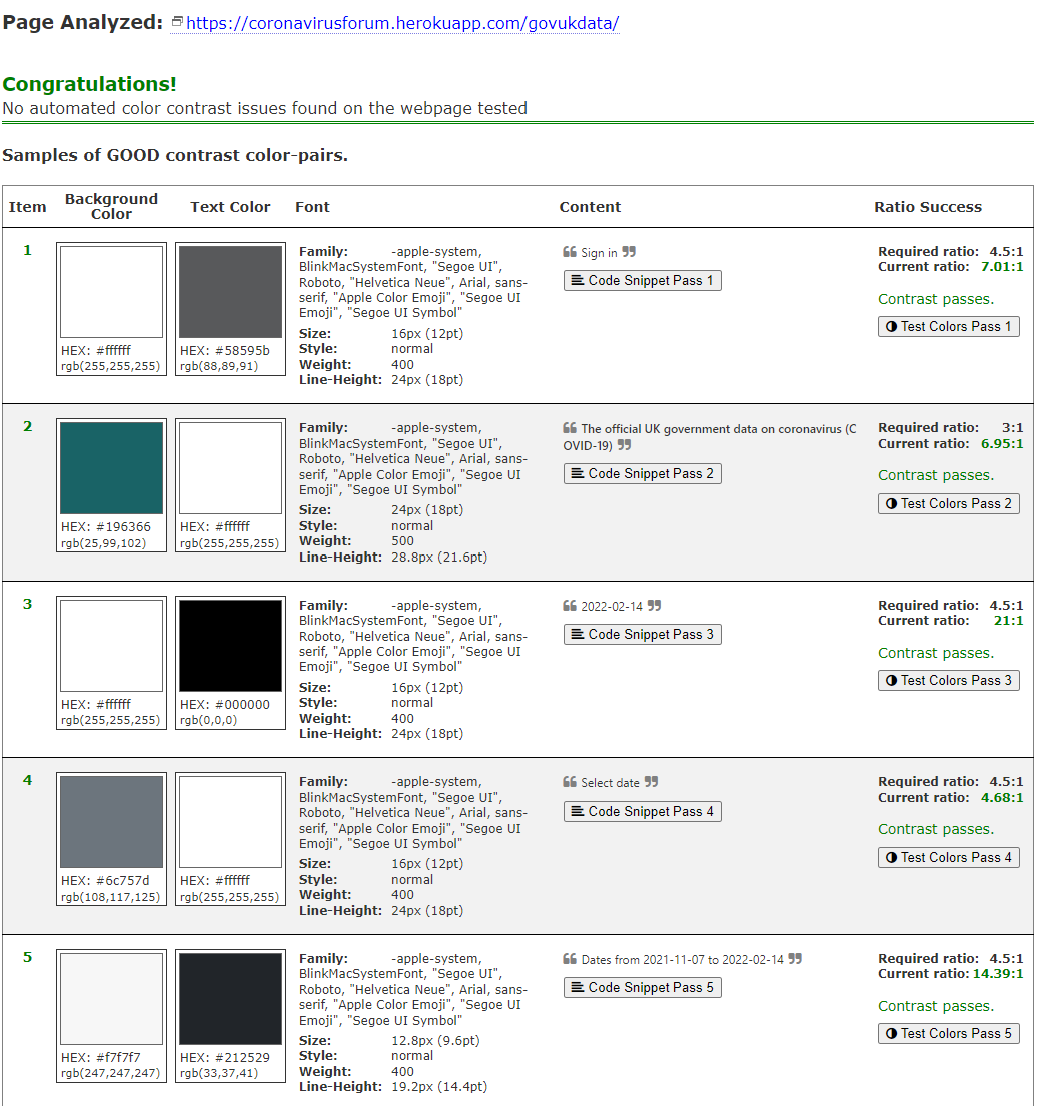 Page Analyzed: https://coronavirusforum.herokuapp.com/govukdata/
Congratulations!
No automated color contrast issues found on the webpage tested
Samples of GOOD contrast color-pairs.
Item Background Color Text Color Font Content Ratio Success
1
HEX: #ffffff
rgb(255,255,255)
HEX: #58595b
rgb(88,89,91)
Family: -apple-system,
BlinkMacSystemFont, "Segoe UI",
Roboto, "Helvetica Neue", Arial, sans-
serif, "Apple Color Emoji", "Segoe UI
Emoji", "Segoe UI Symbol"
Size: 16px (12pt)
Style: normal
Weight: 400
Line-Height: 24px (18pt)
❝ Sign in ❞
Code Snippet Pass 1
Required ratio: 4.5:1
Current ratio: 7.01:1
Contrast passes.
Test Colors Pass 1
2
HEX: #196366
rgb(25,99,102)
HEX: #ffffff
rgb(255,255,255)
Family: -apple-system,
BlinkMacSystemFont, "Segoe UI",
Roboto, "Helvetica Neue", Arial, sans-
serif, "Apple Color Emoji", "Segoe UI
Emoji", "Segoe UI Symbol"
Size: 24px (18pt)
Style: normal
Weight: 500
Line-Height: 28.8px (21.6pt)
❝ The official UK government data on coronavirus (C
OVID-19) ❞
Code Snippet Pass 2
Required ratio: 3:1
Current ratio: 6.95:1
Contrast passes.
Test Colors Pass 2
3
HEX: #ffffff
rgb(255,255,255)
HEX: #000000
rgb(0,0,0)
Family: -apple-system,
BlinkMacSystemFont, "Segoe UI",
Roboto, "Helvetica Neue", Arial, sans-
serif, "Apple Color Emoji", "Segoe UI
Emoji", "Segoe UI Symbol"
Size: 16px (12pt)
Style: normal
Weight: 400
Line-Height: 24px (18pt)
❝ 2022-02-14 ❞
Code Snippet Pass 3
Required ratio: 4.5:1
Current ratio: 21:1
Contrast passes.
Test Colors Pass 3
4
HEX: #6c757d
rgb(108,117,125)
HEX: #ffffff
rgb(255,255,255)
Family: -apple-system,
BlinkMacSystemFont, "Segoe UI",
Roboto, "Helvetica Neue", Arial, sans-
serif, "Apple Color Emoji", "Segoe UI
Emoji", "Segoe UI Symbol"
Size: 16px (12pt)
Style: normal
Weight: 400
Line-Height: 24px (18pt)
❝ Select date ❞
Code Snippet Pass 4
Required ratio: 4.5:1
Current ratio: 4.68:1
Contrast passes.
Test Colors Pass 4
5
HEX: #f7f7f7
rgb(247,247,247)
HEX: #212529
rgb(33,37,41)
Family: -apple-system,
BlinkMacSystemFont, "Segoe UI",
Roboto, "Helvetica Neue", Arial, sans-
serif, "Apple Color Emoji", "Segoe UI
Emoji", "Segoe UI Symbol"
Size: 12.8px (9.6pt)
Style: normal
Weight: 400
Line-Height: 19.2px (14.4pt)
❝ Dates from 2021-11-07 to 2022-02-14 ❞
Code Snippet Pass 5
Required ratio: 4.5:1
Current ratio: 14.39:1
Contrast passes.
Test Colors Pass 5